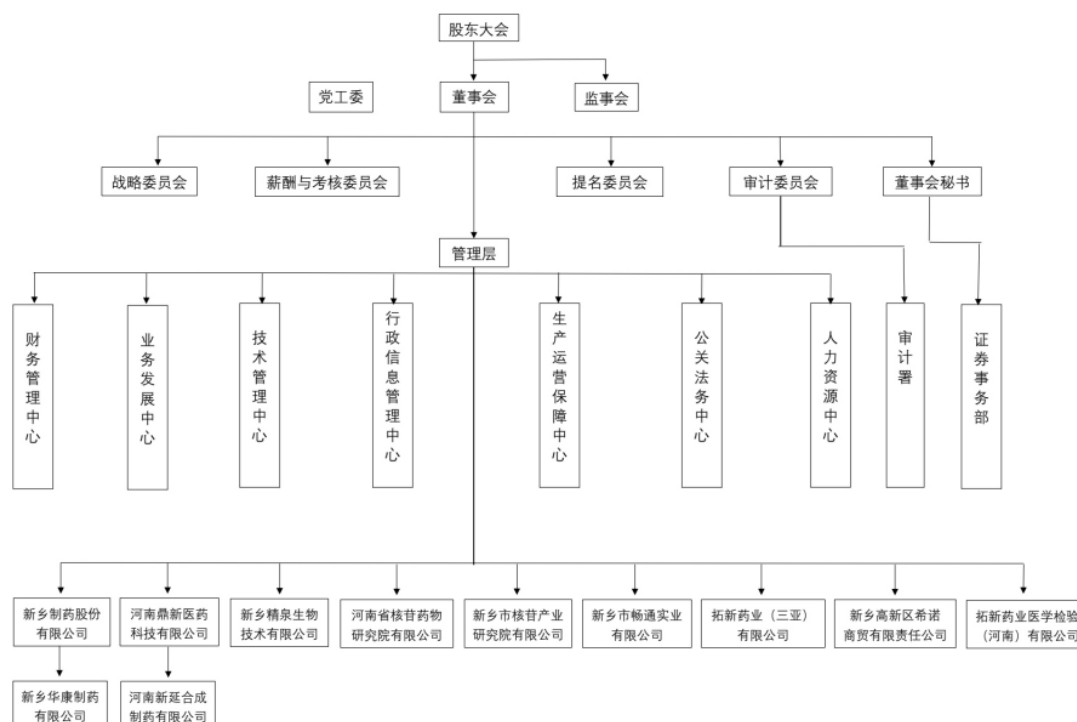 股东大会
党工委
董事会
监事会
战略委员会
薪酬与考核委员会
提名委员会
审计委员会
董事会秘书
管理层
财务管理中心
业务发展中心
技术管理中心
行政信息管理中心
生产运营保障中心
公关法务中心
人力资源中心
审计署
证券事务部
新乡制药股份
有限公司
河南鼎新医药
科技有限公司
新乡精泉生物
技术有限公司
河南省核苷药物
研究院有限公司
新乡市核苷产业
研究院有限公司
新乡市畅通实业
有限公司
拓新药业（三亚）
有限公司
新乡高新区希诺
商贸有限责任公司
拓新药业医学检验
（河南）有限公司
新乡华康制药
有限公司
河南新延合成
制药有限公司